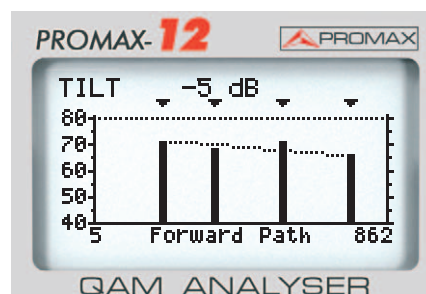 PROMAX-12 PROMAX
TILT -5 dB
80
70
60
50
40
5 Forward Path 862
QAM ANALYSER